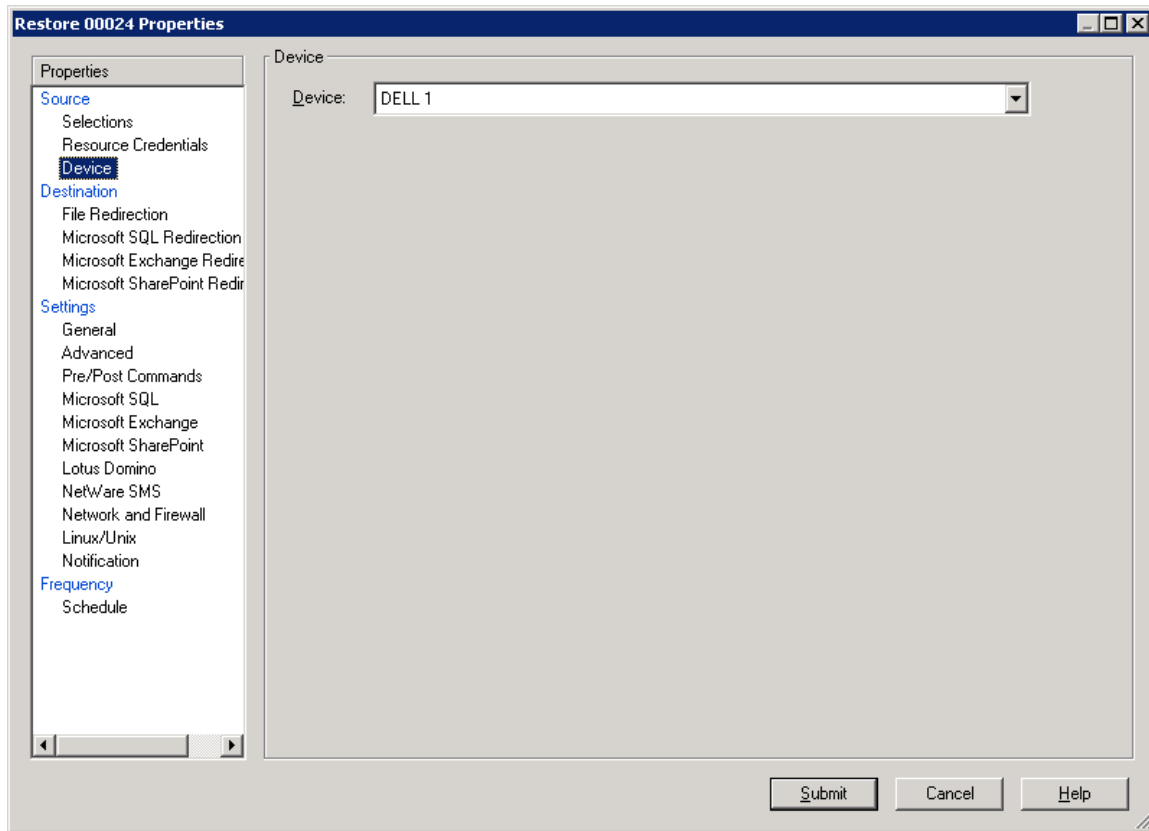 Restore 00024 Properties
Properties
Source
Selections
Resource Credentials
Device
Destination
File Redirection
Microsoft SQL Redirection
Microsoft Exchange Redire
Microsoft SharePoint Redir
Settings
General
Advanced
Pre/Post Commands
Microsoft SQL
Microsoft Exchange
Microsoft SharePoint
Lotus Domino
NetWare SMS
Network and Firewall
Linux/Unix
Notification
Frequency
Schedule
Device
Device: DELL 1
Submit Cancel Help